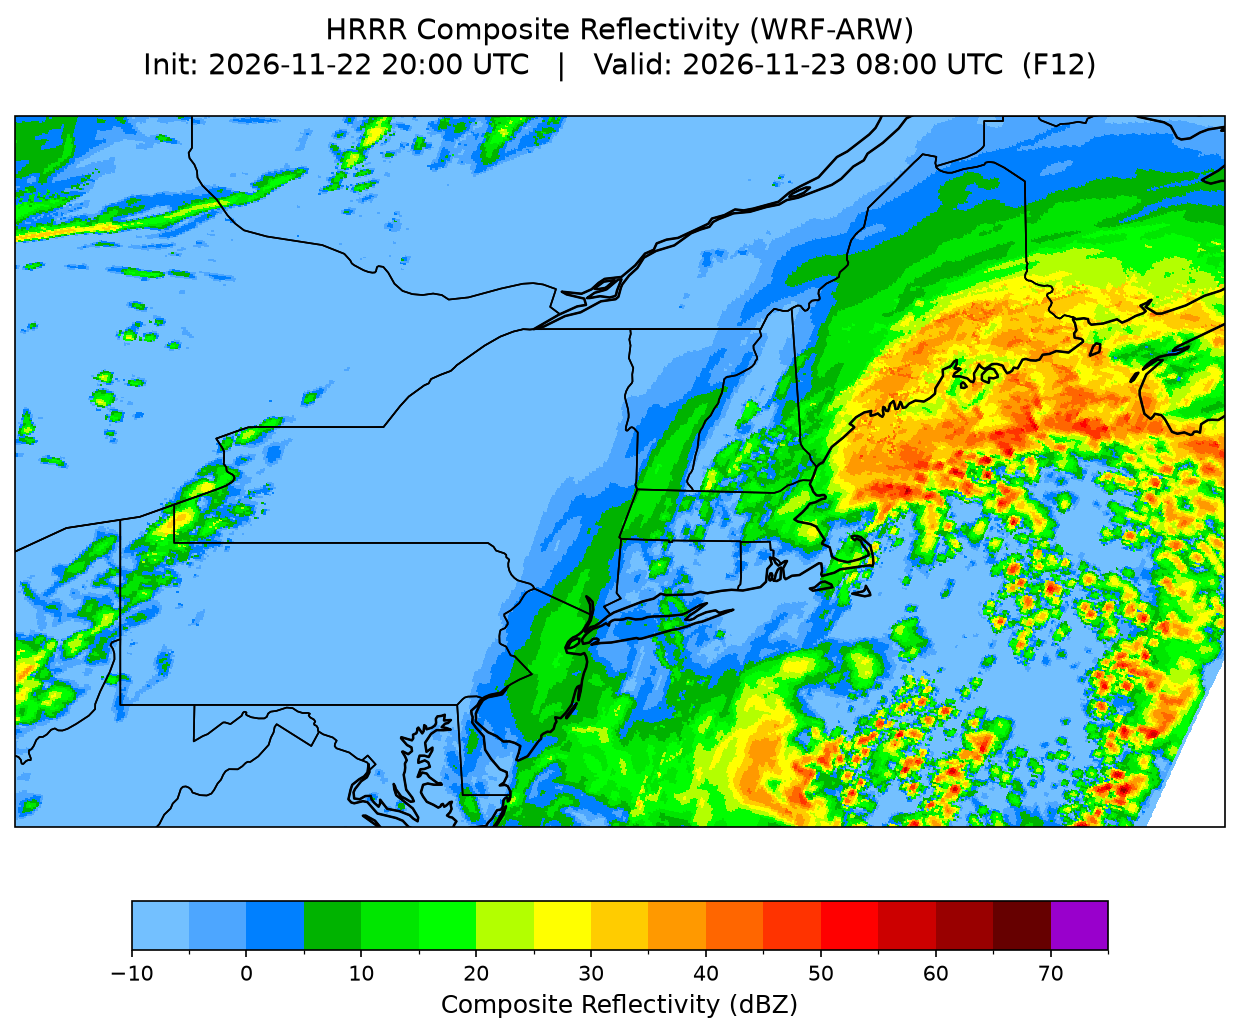 HRRR Composite Reflectivity (WRF-ARW)
Init: 2026-11-22 20:00 UTC   |   Valid: 2026-11-23 08:00 UTC  (F12)
−10 0 10 20 30 40 50 60 70
Composite Reflectivity (dBZ)